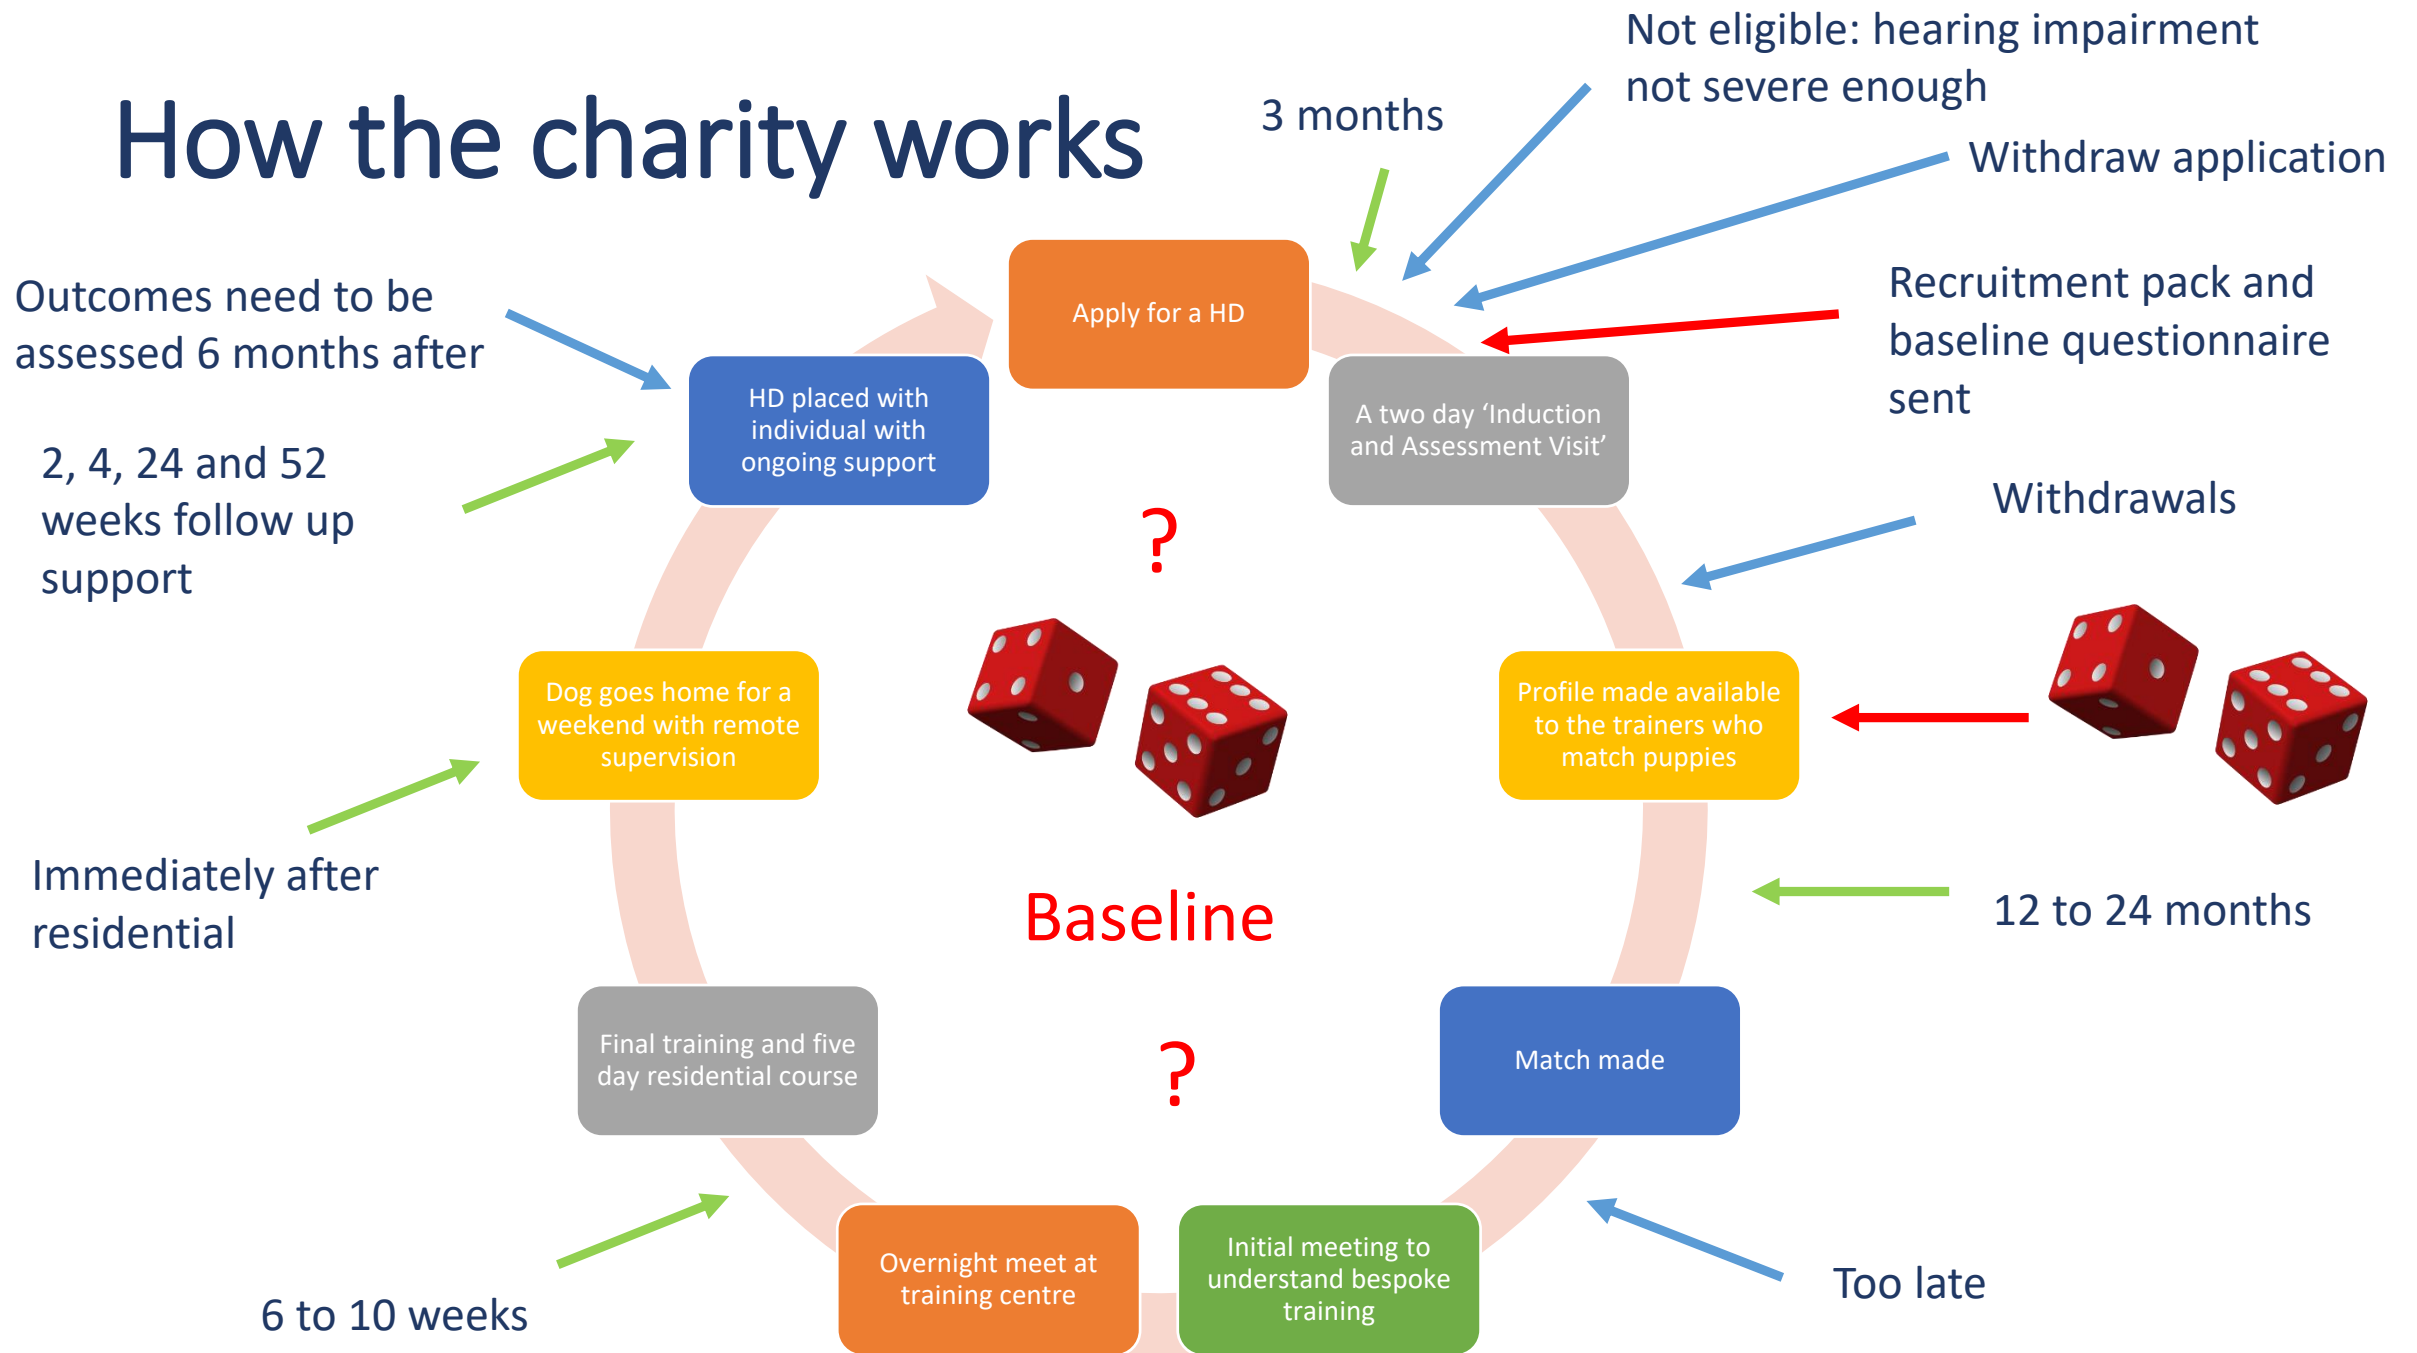 How the charity works
3 months
Not eligible: hearing impairment
not severe enough
Withdraw application
Recruitment pack and
baseline questionnaire
sent
Withdrawals
12 to 24 months
Too late
6 to 10 weeks
Immediately after
residential
2, 4, 24 and 52
weeks follow up
support
Outcomes need to be
assessed 6 months after
Apply for a HD
A two day ‘Induction
and Assessment Visit’
Profile made available
to the trainers who
match puppies
Match made
Initial meeting to
understand bespoke
training
Overnight meet at
training centre
Final training and five
day residential course
Dog goes home for a
weekend with remote
supervision
HD placed with
individual with
ongoing support
?
Baseline
?